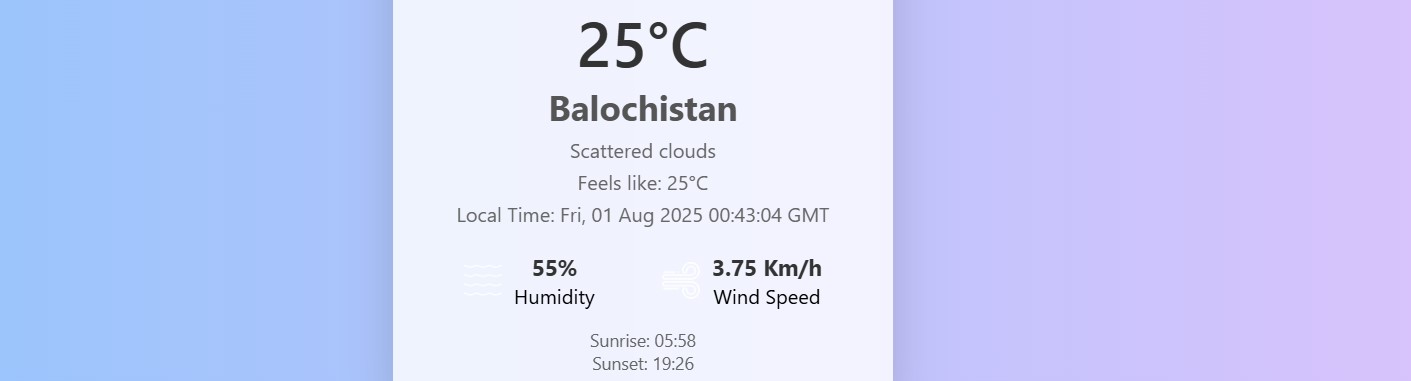 25°C
Balochistan
Scattered clouds
Feels like: 25°C
Local Time: Fri, 01 Aug 2025 00:43:04 GMT
55%
Humidity
3.75 Km/h
Wind Speed
Sunrise: 05:58
Sunset: 19:26